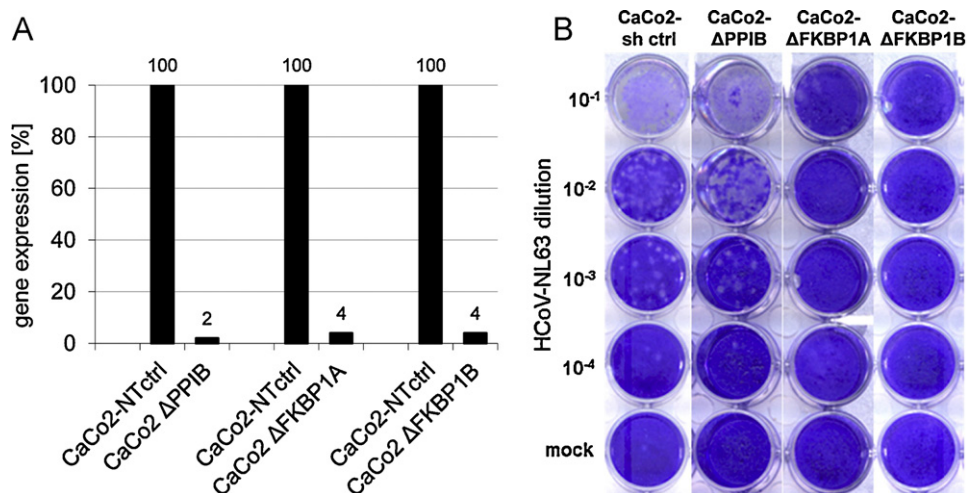 A
gene expression [%]
100
80
60
40
20
0
100
2
100
4
100
4
CaCo2-NTctrl
CaCo2 ΔPPIB
CaCo2-NTctrl
CaCo2 ΔFKBP1A
CaCo2-NTctrl
CaCo2 ΔFKBP1B
B
CaCo2-
sh ctrl
CaCo2-
ΔPPIB
CaCo2-
ΔFKBP1A
CaCo2-
ΔFKBP1B
HCoV-NL63 dilution
10⁻¹
10⁻²
10⁻³
10⁻⁴
mock